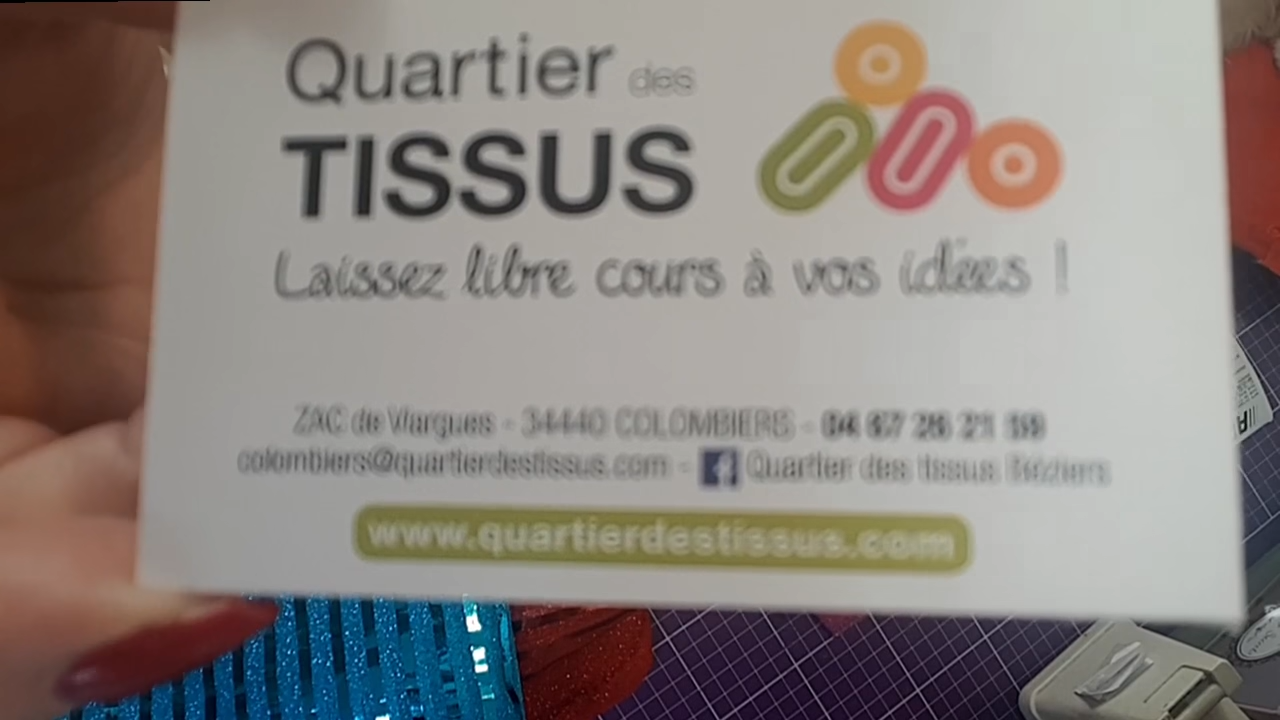 Quartier des
TISSUS
Laissez libre cours à vos idées !
ZAC de Viargues - 34440 COLOMBIERS - 04 67 26 21 19
colombiers@quartierdestissus.com - Quartier des tissus Béziers
www.quartierdestissus.com